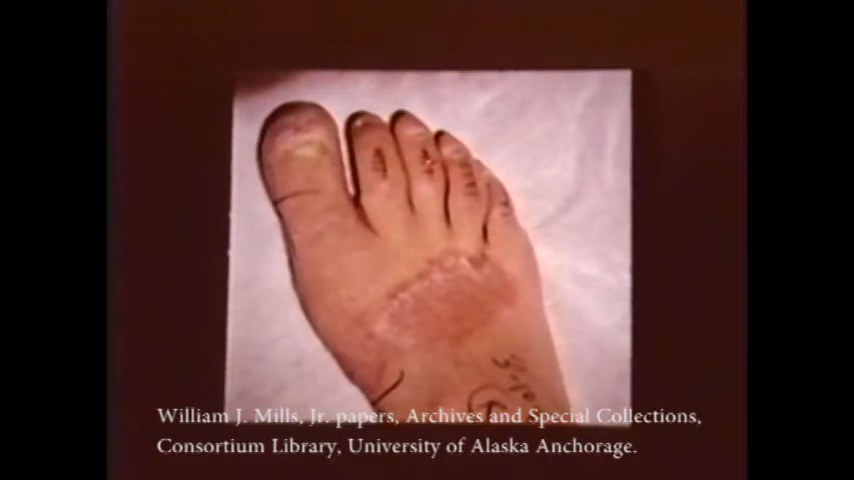 William J. Mills, Jr. papers, Archives and Special Collections,
Consortium Library, University of Alaska Anchorage.